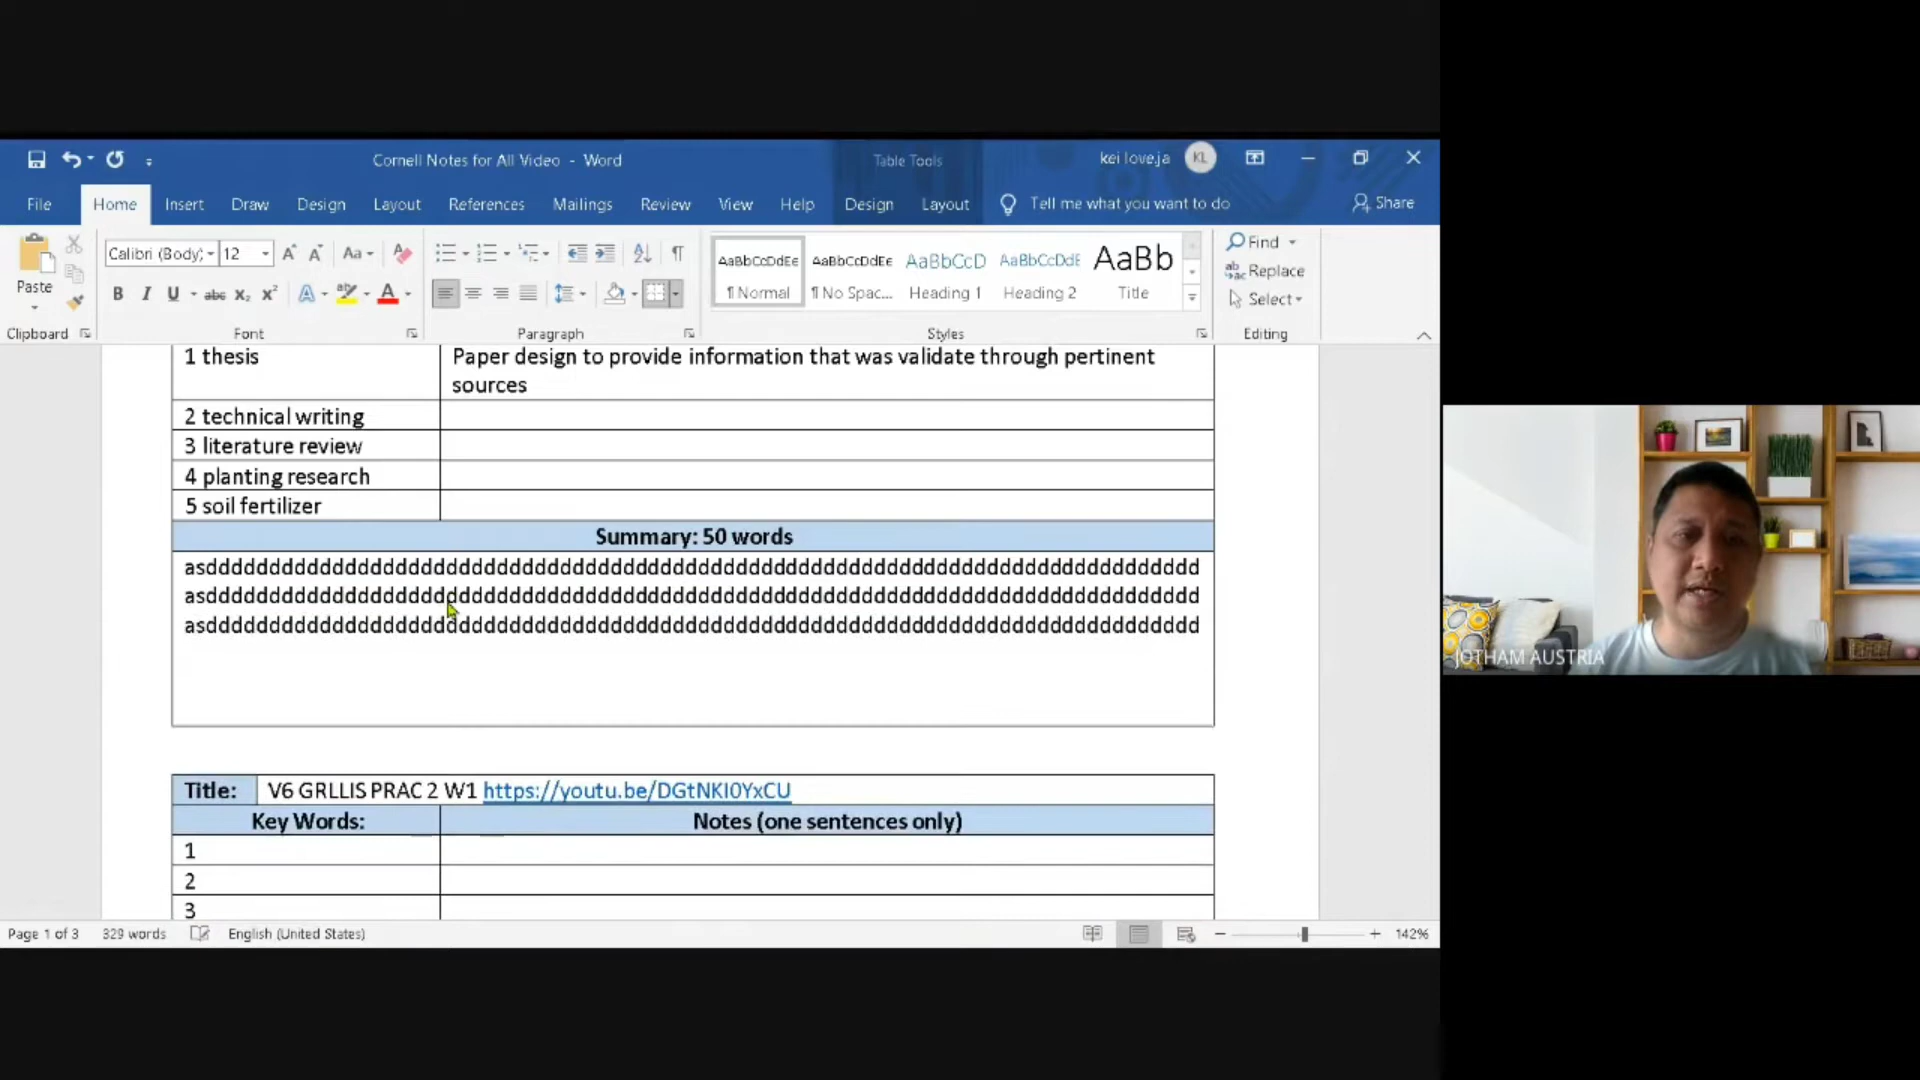 Cornell Notes for All Video - Word
Table Tools
kei love.ja
KL
File
Home
Insert
Draw
Design
Layout
References
Mailings
Review
View
Help
Design
Layout
Tell me what you want to do
Share
Paste
Clipboard
Calibri (Body)
12
Font
Paragraph
AaBbCcDdEe
¶ Normal
AaBbCcDdEe
¶ No Spac...
AaBbCcD
Heading 1
AaBbCcDdE
Heading 2
AaBb
Title
Styles
Find
Replace
Select
Editing
1 thesis
Paper design to provide information that was validate through pertinent
sources
2 technical writing
3 literature review
4 planting research
5 soil fertilizer
Summary: 50 words
Title:
V6 GRLLIS PRAC 2 W1 https://youtu.be/DGtNKI0YxCU
Key Words:
Notes (one sentences only)
1
2
3
Page 1 of 3
329 words
English (United States)
142%
JOTHAM AUSTRIA